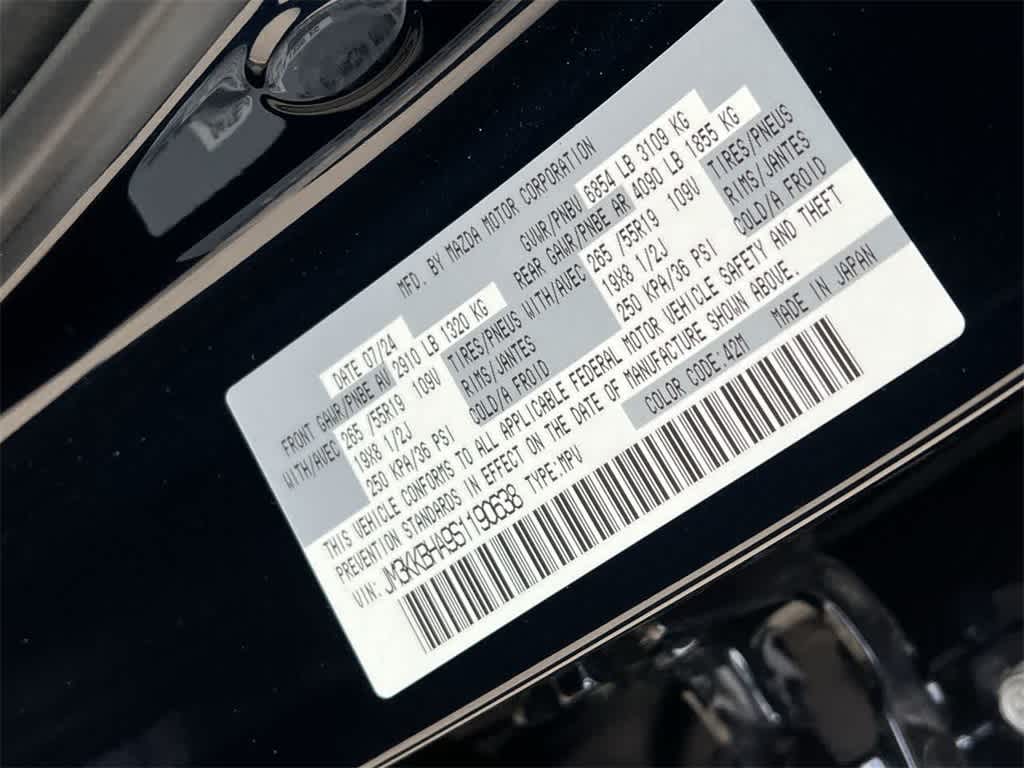 MFD. BY MAZDA MOTOR CORPORATION
DATE 07/24 GVWR/PNBV 6854 LB 3109 KG
FRONT GAWR/PNBE AV 2910 LB 1320 KG REAR GAWR/PNBE AR 4090 LB 1855 KG
WITH/AVEC 265 /55R19 109V TIRES/PNEUS WITH/AVEC 265 /55R19 109V TIRES/PNEUS
19X8 1/2J RIMS/JANTES 19X8 1/2J RIMS/JANTES
250 KPA/36 PSI COLD/A FROID 250 KPA/36 PSI COLD/A FROID
THIS VEHICLE CONFORMS TO ALL APPLICABLE FEDERAL MOTOR VEHICLE SAFETY AND THEFT
PREVENTION STANDARDS IN EFFECT ON THE DATE OF MANUFACTURE SHOWN ABOVE.
VIN: JM3KKBHA9S1190638 TYPE:MPV COLOR CODE:42M MADE IN JAPAN